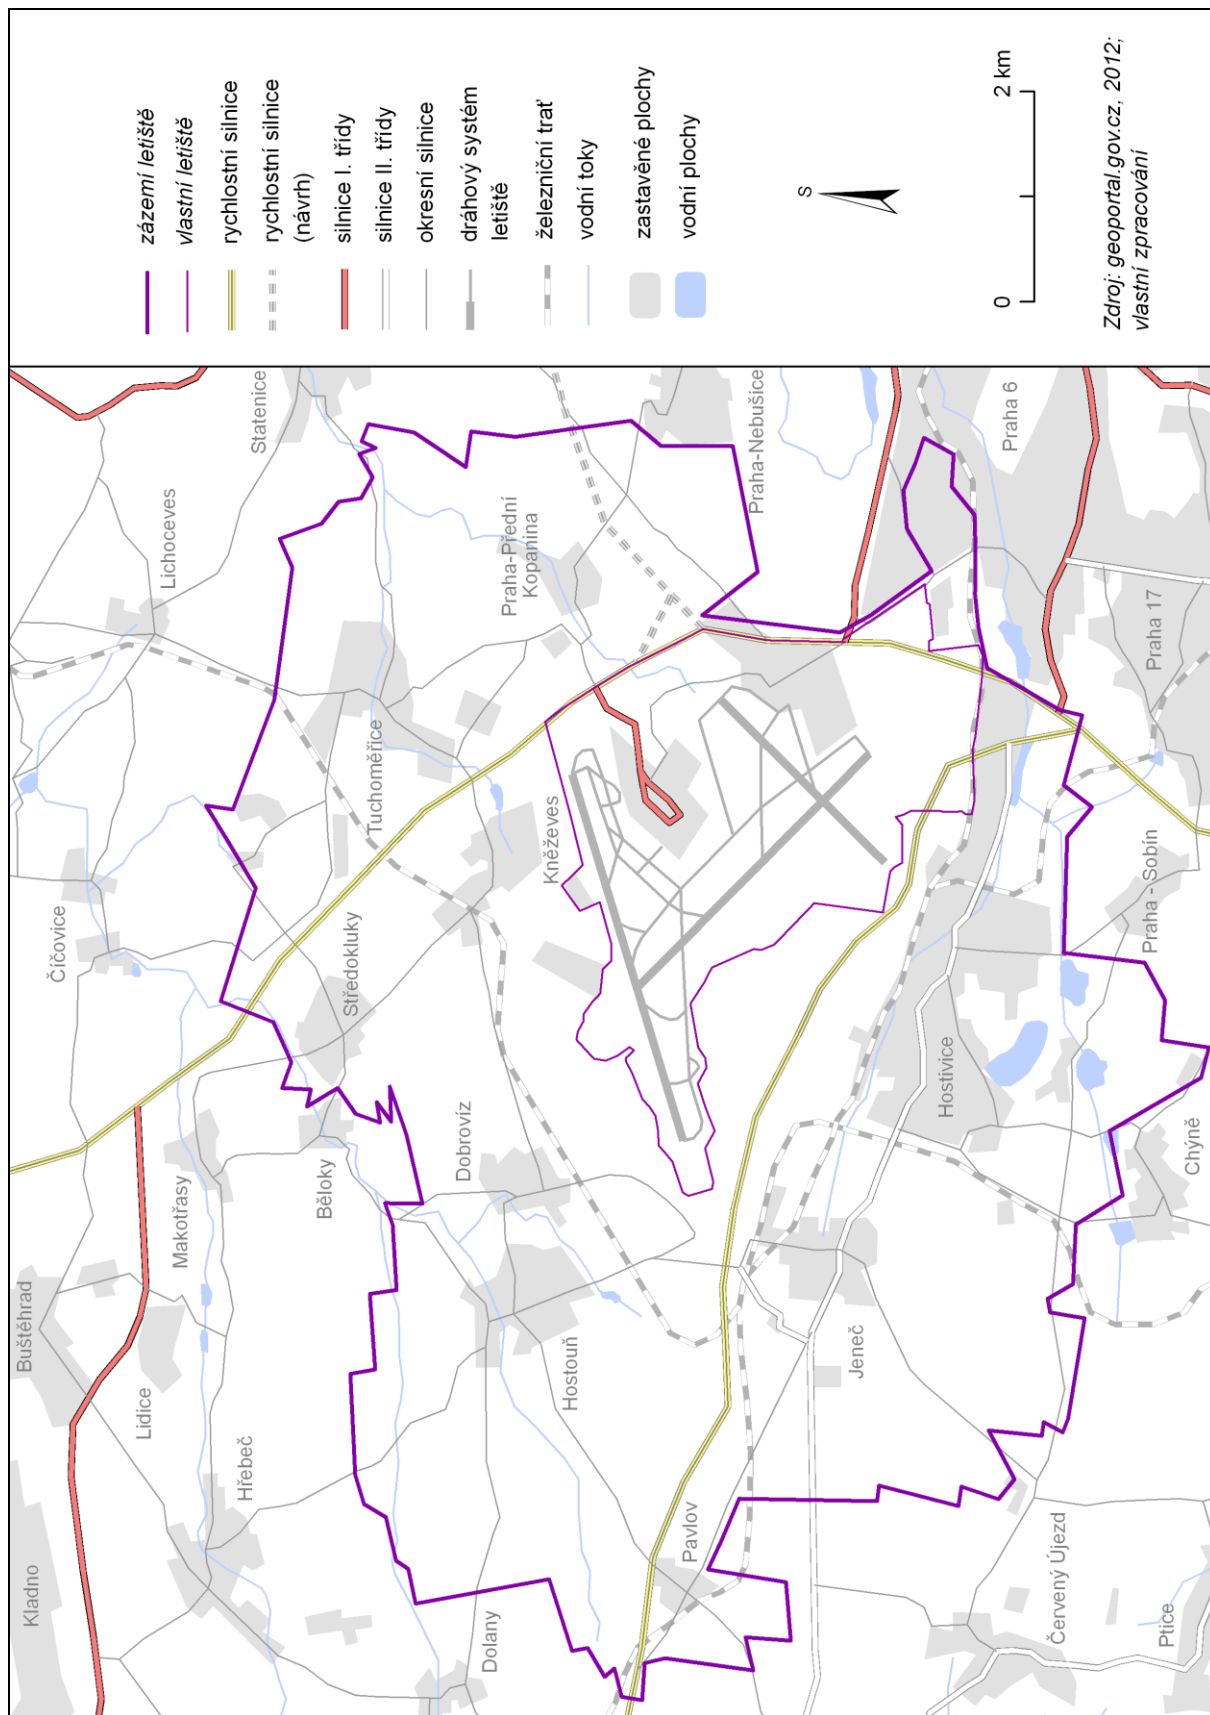 Kladno
Buštěhrad
Lidice
Makotřasy
Hřebeč
Číčovice
Lichoceves
Statenice
Běloky
Středokluky
Tuchoměřice
Praha-Přední
Kopanina
Dolany
Hostouň
Dobrovíz
Kněževes
Praha-Nebušice
Pavlov
Jeneč
Hostivice
Praha 6
Červený Újezd
Ptice
Chýně
Praha - Sobín
Praha 17
zázemí letiště
vlastní letiště
rychlostní silnice
rychlostní silnice
(návrh)
silnice I. třídy
silnice II. třídy
okresní silnice
dráhový systém
letiště
železniční trať
vodní toky
zastavěné plochy
vodní plochy
S
0
2 km
Zdroj: geoportal.gov.cz, 2012;
vlastní zpracování